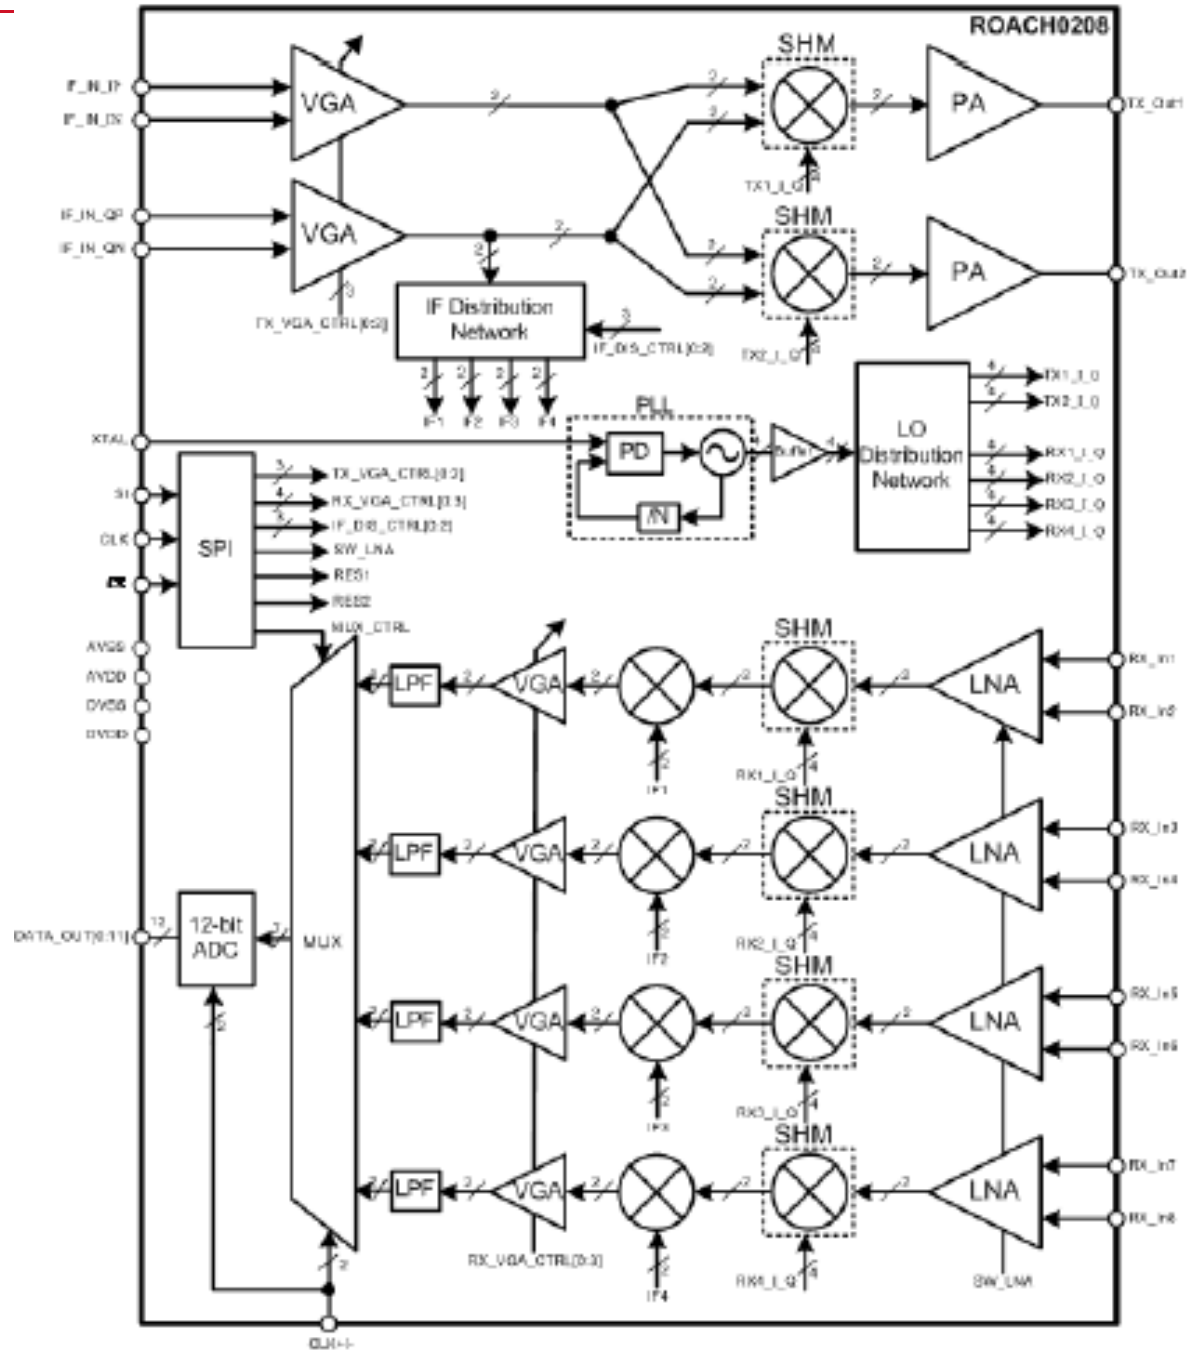 ROACH0208
SHM
VGA
PA
TX_Out1
TX1_I_Q
IF_IN_QP
IF_IN_QN
SHM
VGA
PA
TX_Out2
TX2_I_Q
TX_VGA_CTRL[0:2]
IF Distribution
Network
IF_DIS_CTRL[0:2]
IF1 IF2 IF3 IF4
PLL
XTAL
PD
/N
Buffer
LO
Distribution
Network
TX1_I_Q
TX2_I_Q
RX1_I_Q
RX2_I_Q
RX3_I_Q
RX4_I_Q
SI
CLK
SPI
TX_VGA_CTRL[0:2]
RX_VGA_CTRL[0:3]
IF_DIS_CTRL[0:2]
SW_LNA
RES1
RES2
MUX_CTRL
AVSS
AVDD
DVSS
DVDD
SHM
LPF
VGA
LNA
RX_In1
RX_In2
IF1
RX1_I_Q
4
SHM
LPF
VGA
LNA
RX_In3
RX_In4
IF2
RX2_I_Q
4
DATA_OUT[0:11]
12
12-bit
ADC
MUX
SHM
LPF
VGA
LNA
RX_In5
RX_In6
IF3
RX3_I_Q
4
SHM
LPF
VGA
LNA
RX_In7
RX_In8
RX_VGA_CTRL[0:3]
IF4
RX4_I_Q
4
SW_LNA
2